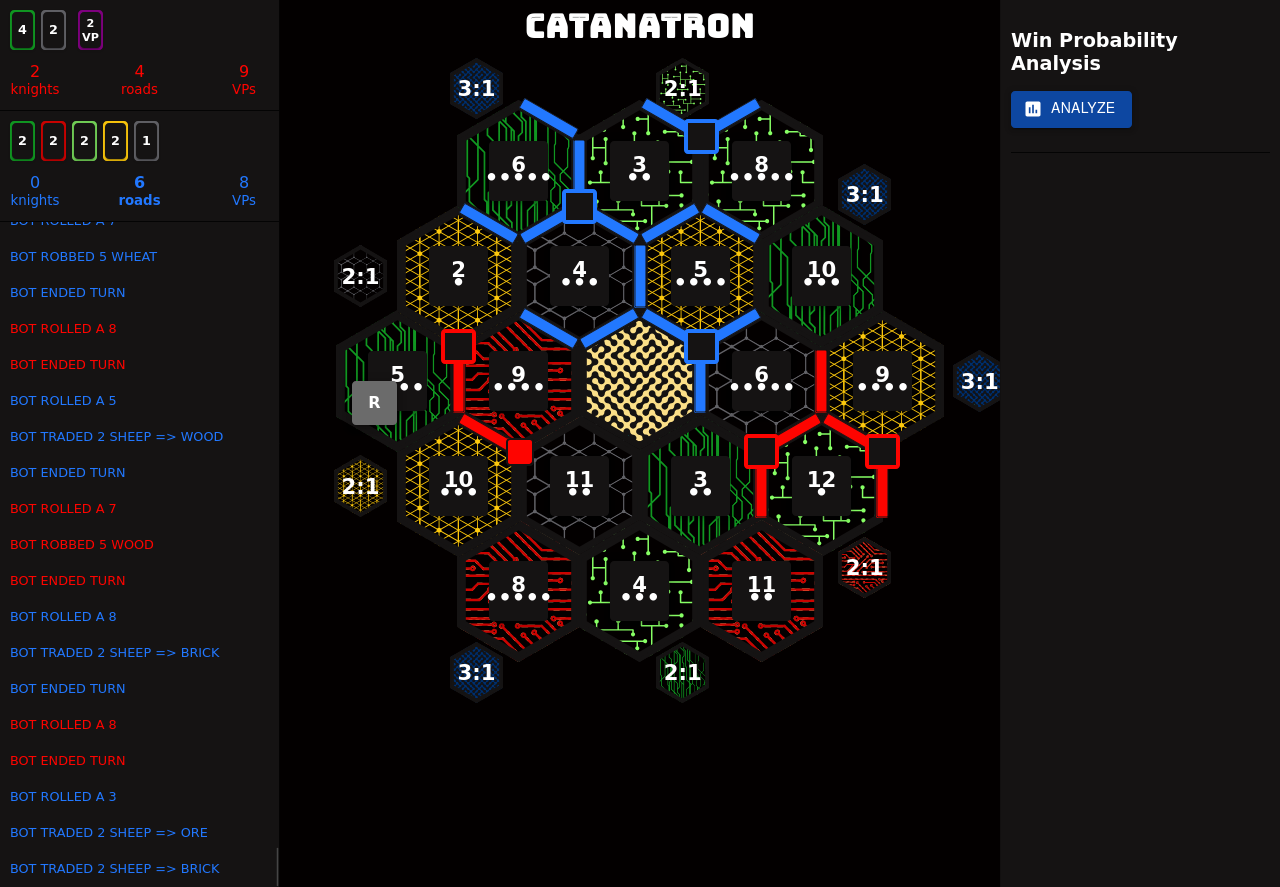 4 2 2 VP
2 4 9
knights roads VPs
2 2 2 2 1
0 6 8
knights roads VPs
BOT ROLLED A 7
BOT ROBBED 5 WHEAT
BOT ENDED TURN
BOT ROLLED A 8
BOT ENDED TURN
BOT ROLLED A 5
BOT TRADED 2 SHEEP => WOOD
BOT ENDED TURN
BOT ROLLED A 7
BOT ROBBED 5 WOOD
BOT ENDED TURN
BOT ROLLED A 8
BOT TRADED 2 SHEEP => BRICK
BOT ENDED TURN
BOT ROLLED A 8
BOT ENDED TURN
BOT ROLLED A 3
BOT TRADED 2 SHEEP => ORE
BOT TRADED 2 SHEEP => BRICK
CATANATRON
3:1 2:1
6 3 8
3:1
2:1 2 4 5 10
5 9 6 9 3:1
R
2:1 10 11 3 12
2:1
8 4 11
3:1 2:1
Win Probability
Analysis
ANALYZE